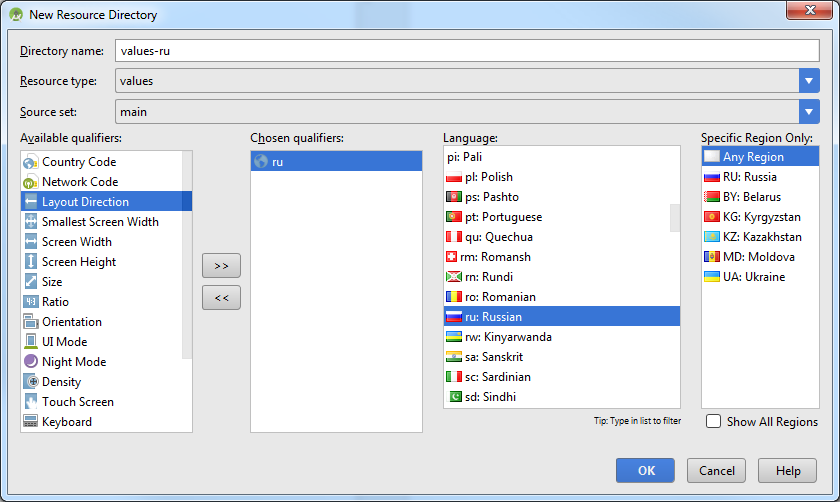 New Resource Directory
Directory name: values-ru
Resource type: values
Source set: main
Available qualifiers:
Country Code
Network Code
Layout Direction
Smallest Screen Width
Screen Width
Screen Height
Size
Ratio
Orientation
UI Mode
Night Mode
Density
Touch Screen
Keyboard
>>
<<
Chosen qualifiers:
ru
Language:
pi: Pali
pl: Polish
ps: Pashto
pt: Portuguese
qu: Quechua
rm: Romansh
rn: Rundi
ro: Romanian
ru: Russian
rw: Kinyarwanda
sa: Sanskrit
sc: Sardinian
sd: Sindhi
Tip: Type in list to filter
Specific Region Only:
Any Region
RU: Russia
BY: Belarus
KG: Kyrgyzstan
KZ: Kazakhstan
MD: Moldova
UA: Ukraine
Show All Regions
OK
Cancel
Help